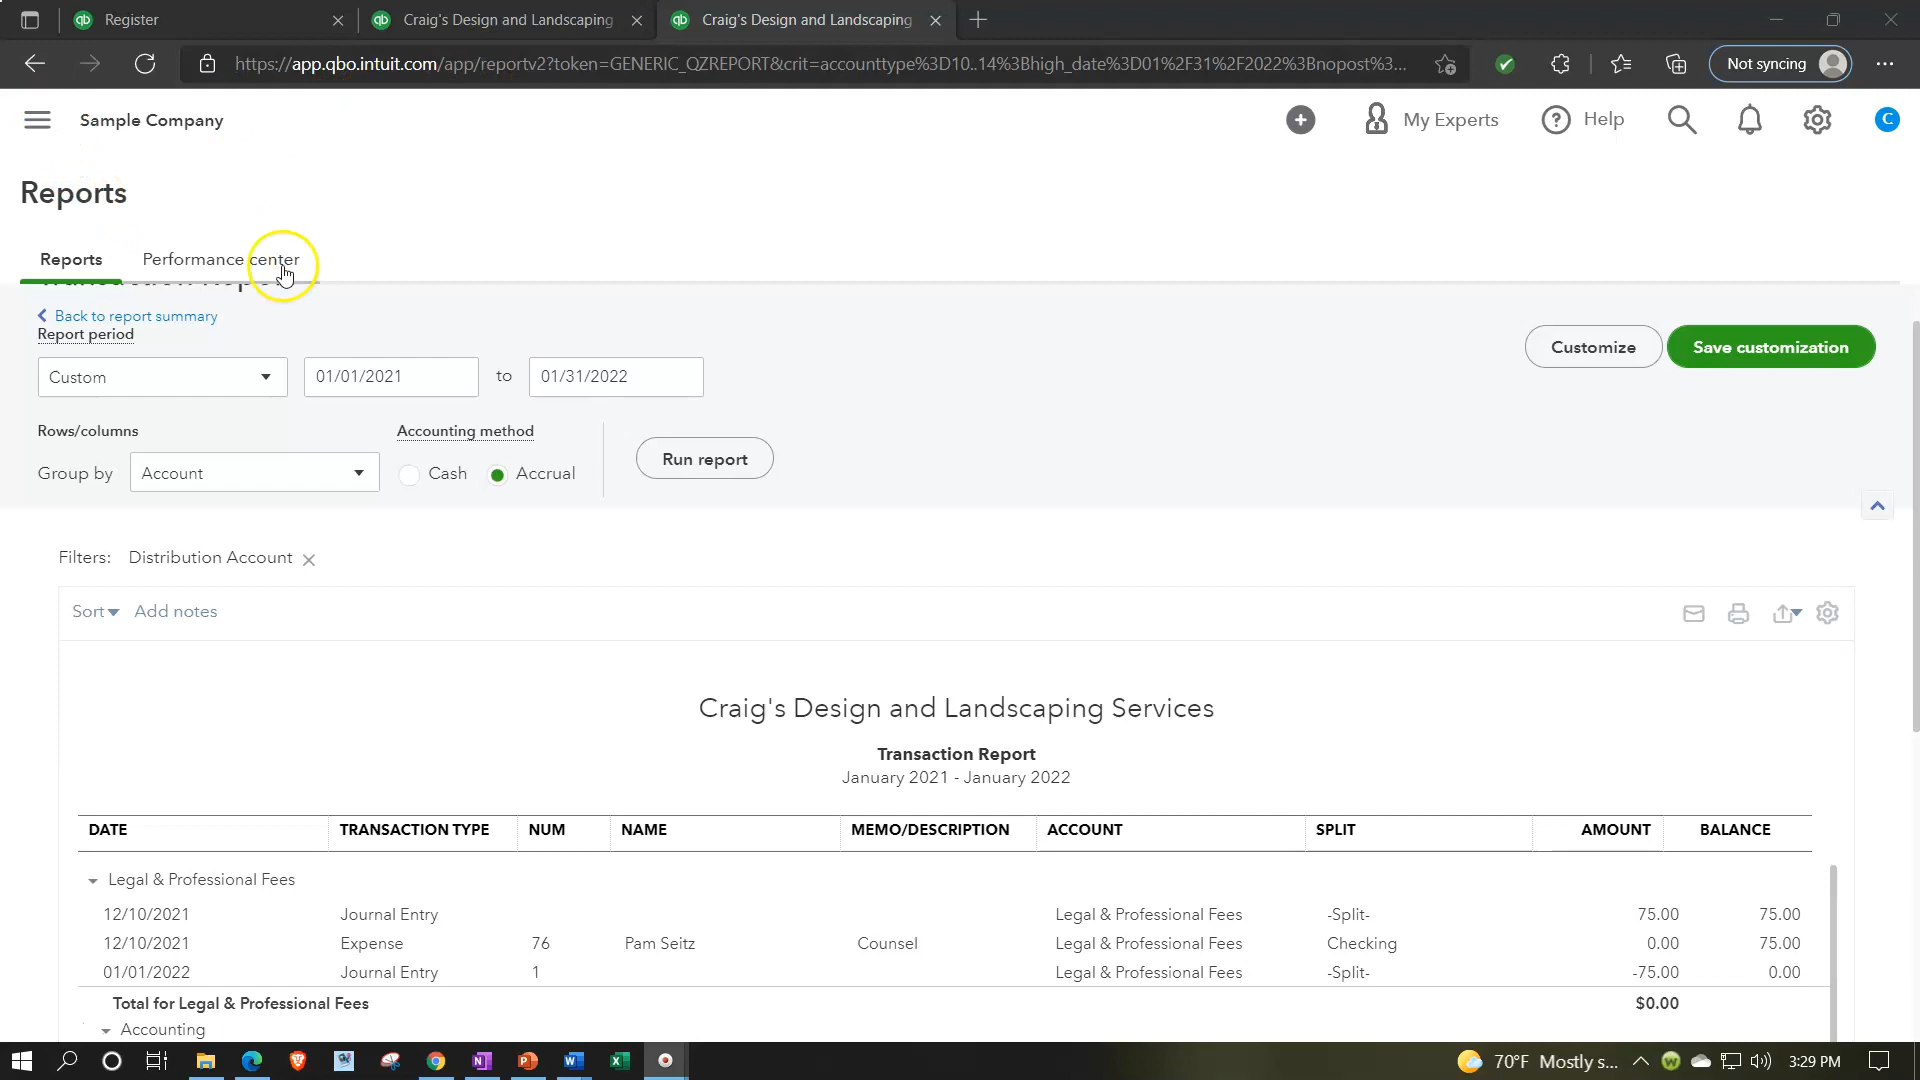 Register
Craig's Design and Landscaping
Craig's Design and Landscaping
https://app.qbo.intuit.com/app/reportv2?token=GENERIC_QZREPORT&crit=accounttype%3D10..14%3Bhigh_date%3D01%2F31%2F2022%3Bnopost%3...
Not syncing
Sample Company
My Experts
Help
C
Reports
Reports
Performance center
Back to report summary
Report period
Custom
01/01/2021
to
01/31/2022
Customize
Save customization
Rows/columns
Accounting method
Group by
Account
Cash
Accrual
Run report
Filters: Distribution Account
Sort Add notes
Craig's Design and Landscaping Services
Transaction Report
January 2021 - January 2022
DATE TRANSACTION TYPE NUM NAME MEMO/DESCRIPTION ACCOUNT SPLIT AMOUNT BALANCE
Legal & Professional Fees
12/10/2021 Journal Entry Legal & Professional Fees -Split- 75.00 75.00
12/10/2021 Expense 76 Pam Seitz Counsel Legal & Professional Fees Checking 0.00 75.00
01/01/2022 Journal Entry 1 Legal & Professional Fees -Split- -75.00 0.00
Total for Legal & Professional Fees $0.00
Accounting
70°F Mostly s... 3:29 PM